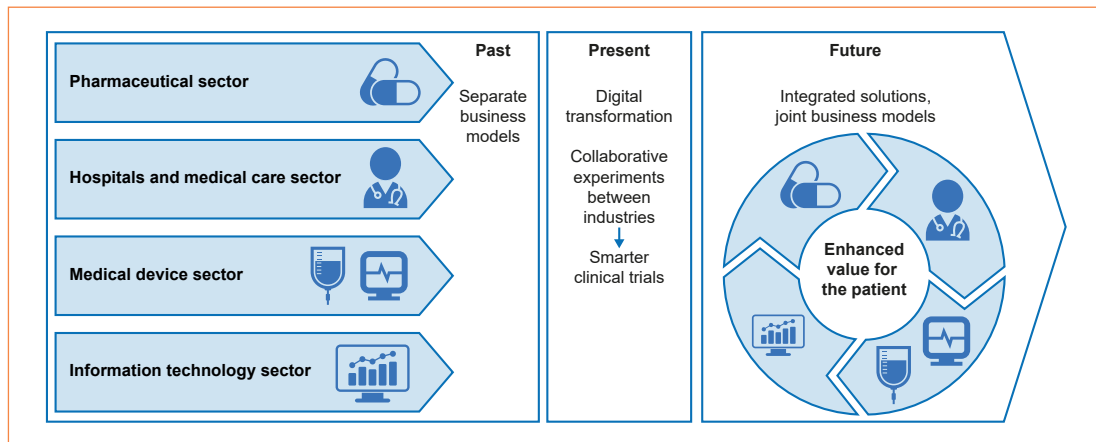 Pharmaceutical sector
Hospitals and medical care sector
Medical device sector
Information technology sector
Past
Separate
business
models
Present
Digital
transformation
Collaborative
experiments
between
industries
Smarter
clinical trials
Future
Integrated solutions,
joint business models
Enhanced
value for
the patient